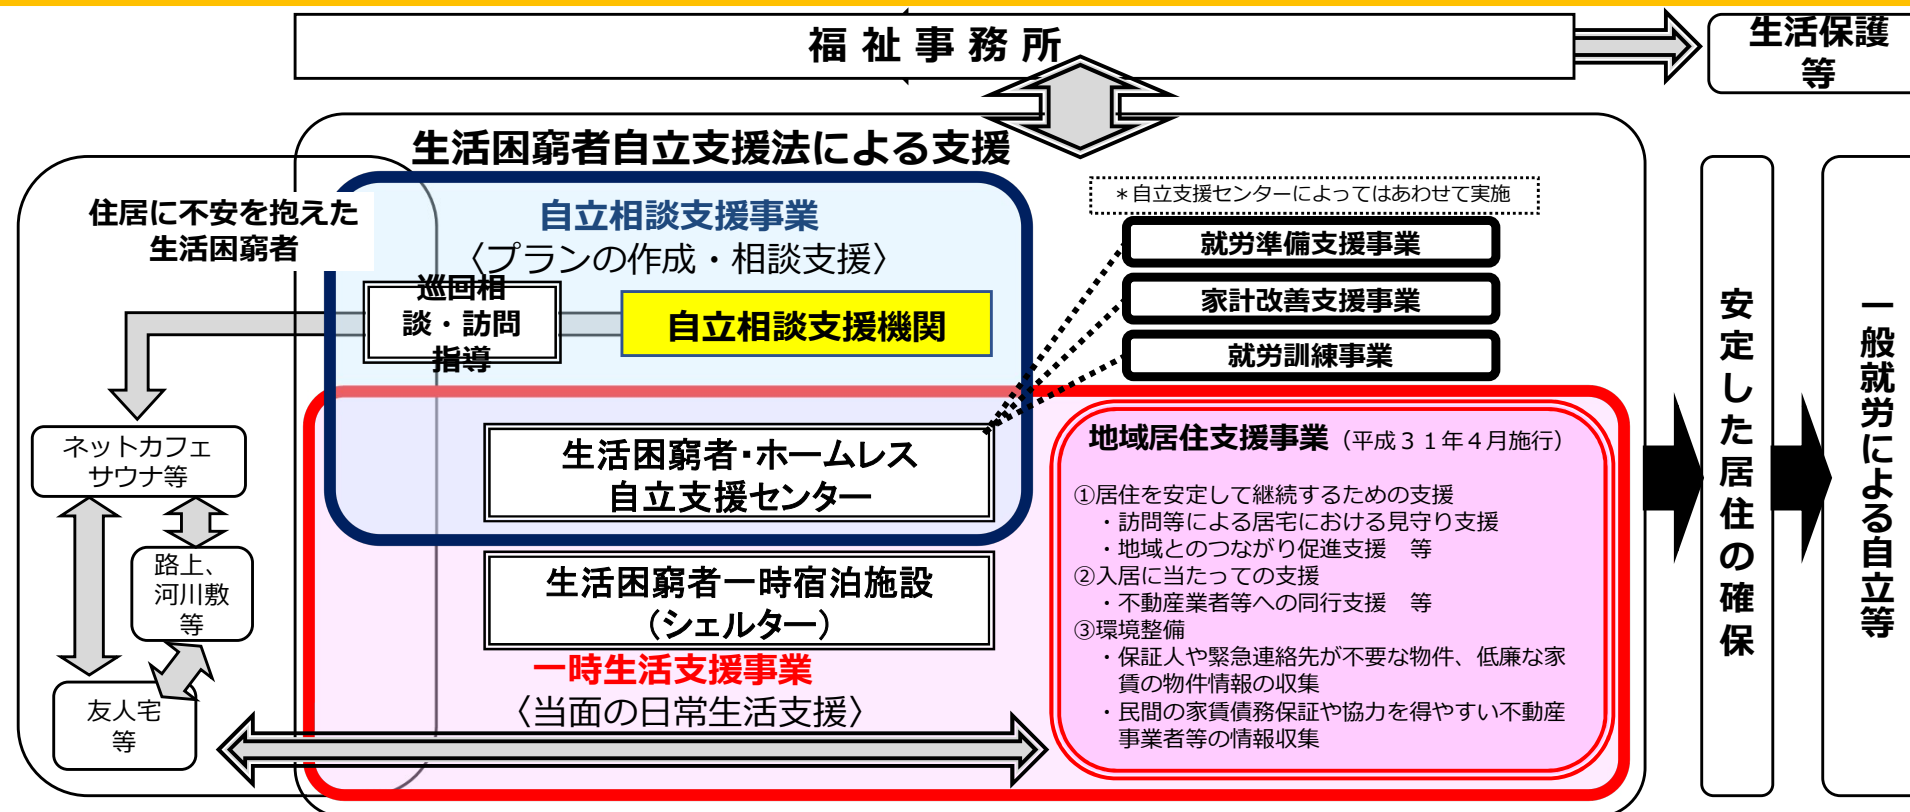 福祉事務所
生活保護
等
生活困窮者自立支援法による支援
住居に不安を抱えた
生活困窮者
自立相談支援事業
〈プランの作成・相談支援〉
巡回相
談・訪問
指導
自立相談支援機関
＊自立支援センターによってはあわせて実施
就労準備支援事業
家計改善支援事業
就労訓練事業
ネットカフェ
サウナ等
路上、
河川敷
等
友人宅
等
生活困窮者・ホームレス
自立支援センター
生活困窮者一時宿泊施設
（シェルター）
一時生活支援事業
〈当面の日常生活支援〉
地域居住支援事業（平成３１年４月施行）
①居住を安定して継続するための支援
・訪問等による居宅における見守り支援
・地域とのつながり促進支援　等
②入居に当たっての支援
・不動産業者等への同行支援　等
③環境整備
・保証人や緊急連絡先が不要な物件、低廉な家
賃の物件情報の収集
・民間の家賃債務保証や協力を得やすい不動産
事業者等の情報収集
安定した居住の確保
一般就労による自立等